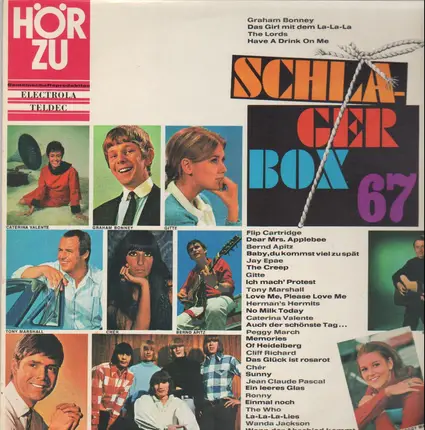 HÖR
ZU
Gemeinschaftsproduktion
ELECTROLA
TELDEC
Graham Bonney
Das Girl mit dem La-La-La
The Lords
Have A Drink On Me
SCHLA-
GER
BOX
67
CATERINA VALENTE
GRAHAM BONNEY
GITTE
TONY MARSHALL
CHER
BERND APITZ
Flip Cartridge
Dear Mrs. Applebee
Bernd Apitz
Baby, du kommst viel zu spät
Jay Epae
The Creep
Gitte
Ich mach' Protest
Tony Marshall
Love Me, Please Love Me
Herman's Hermits
No Milk Today
Caterina Valente
Auch der schönste Tag...
Peggy March
Memories
Of Heidelberg
Cliff Richard
Das Glück ist rosarot
Chér
Sunny
Jean Claude Pascal
Ein leeres Glas
Ronny
Einmal noch
The Who
La-La-La-Lies
Wanda Jackson
Wenn der Abschied kommt